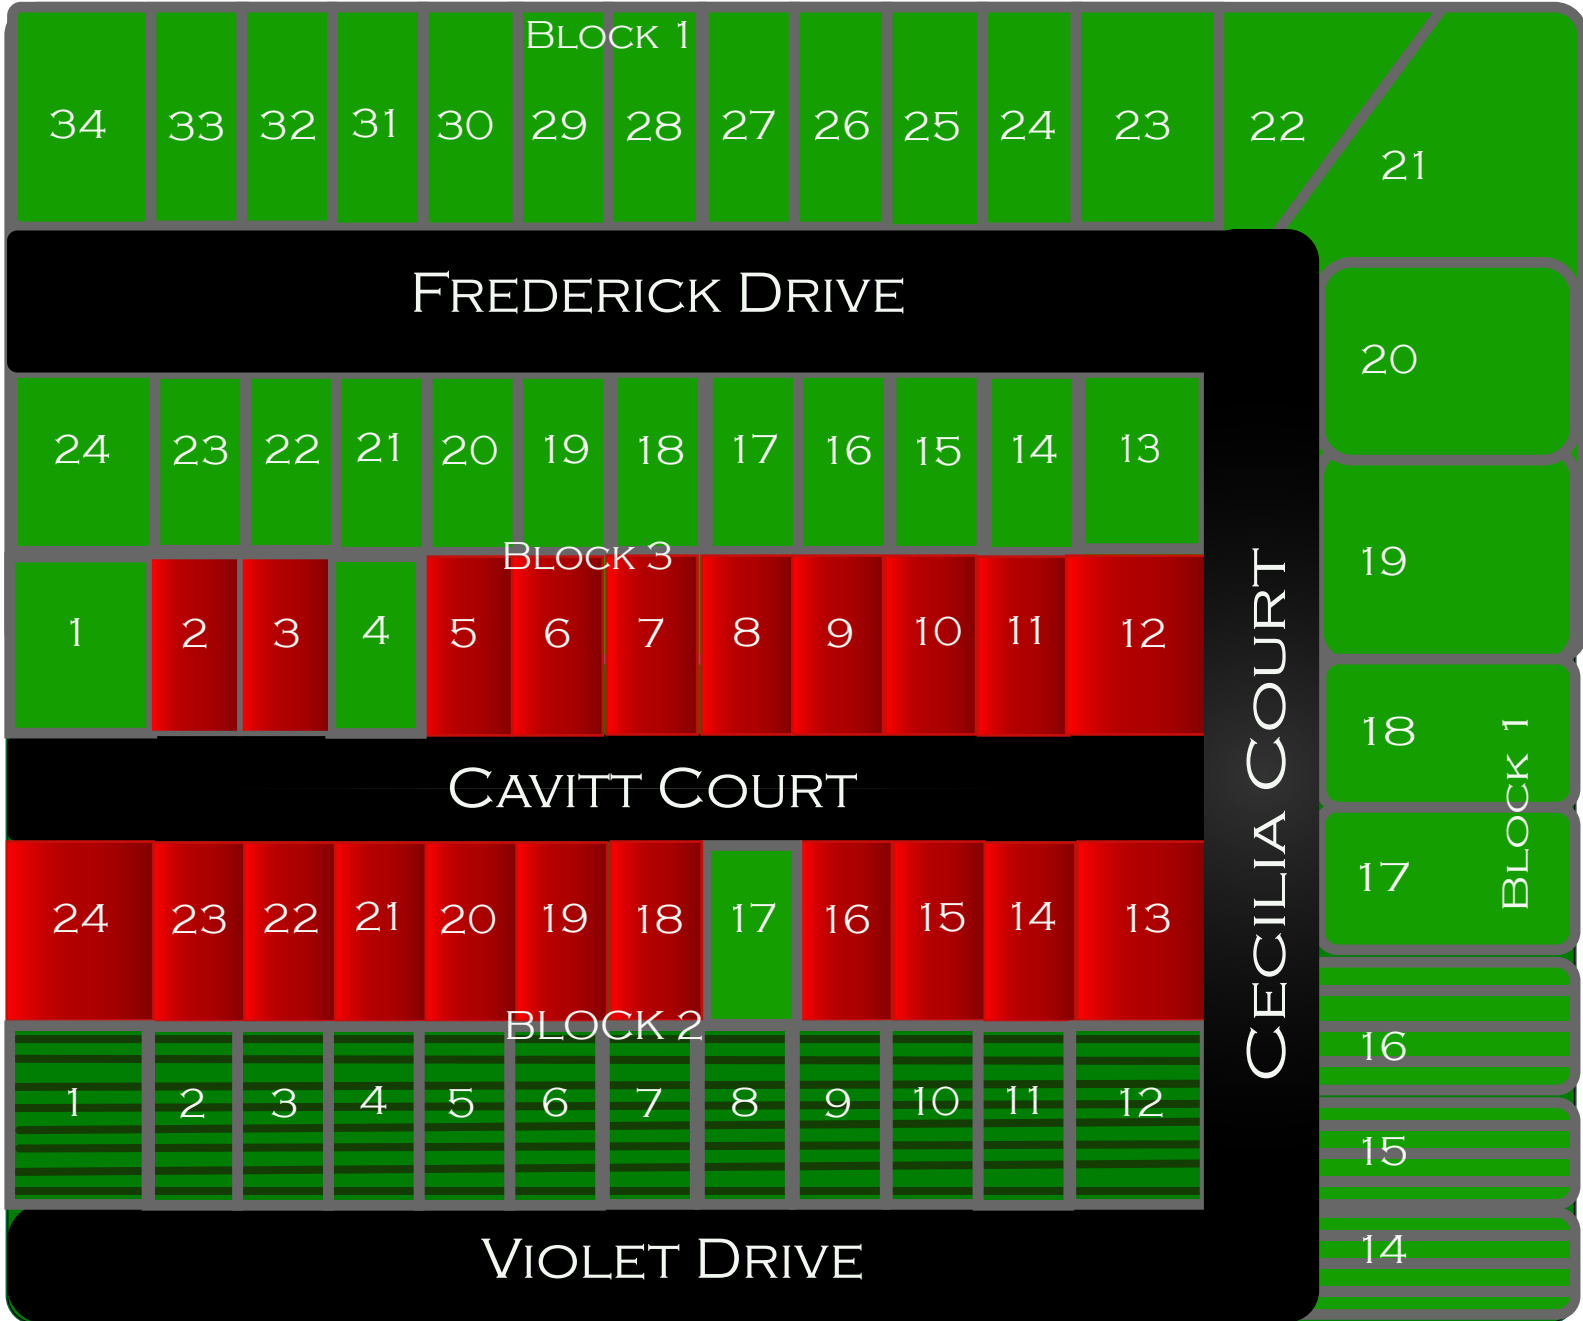 Block 1
34 33 32 31 30 29 28 27 26 25 24 23 22 21
Frederick Drive
20
24 23 22 21 20 19 18 17 16 15 14 13
Block 3
19
1 2 3 4 5 6 7 8 9 10 11 12
Cecilia Court
18
Block 1
Cavitt Court
17
24 23 22 21 20 19 18 17 16 15 14 13
BLOCK 2
16
1 2 3 4 5 6 7 8 9 10 11 12
15
14
Violet Drive